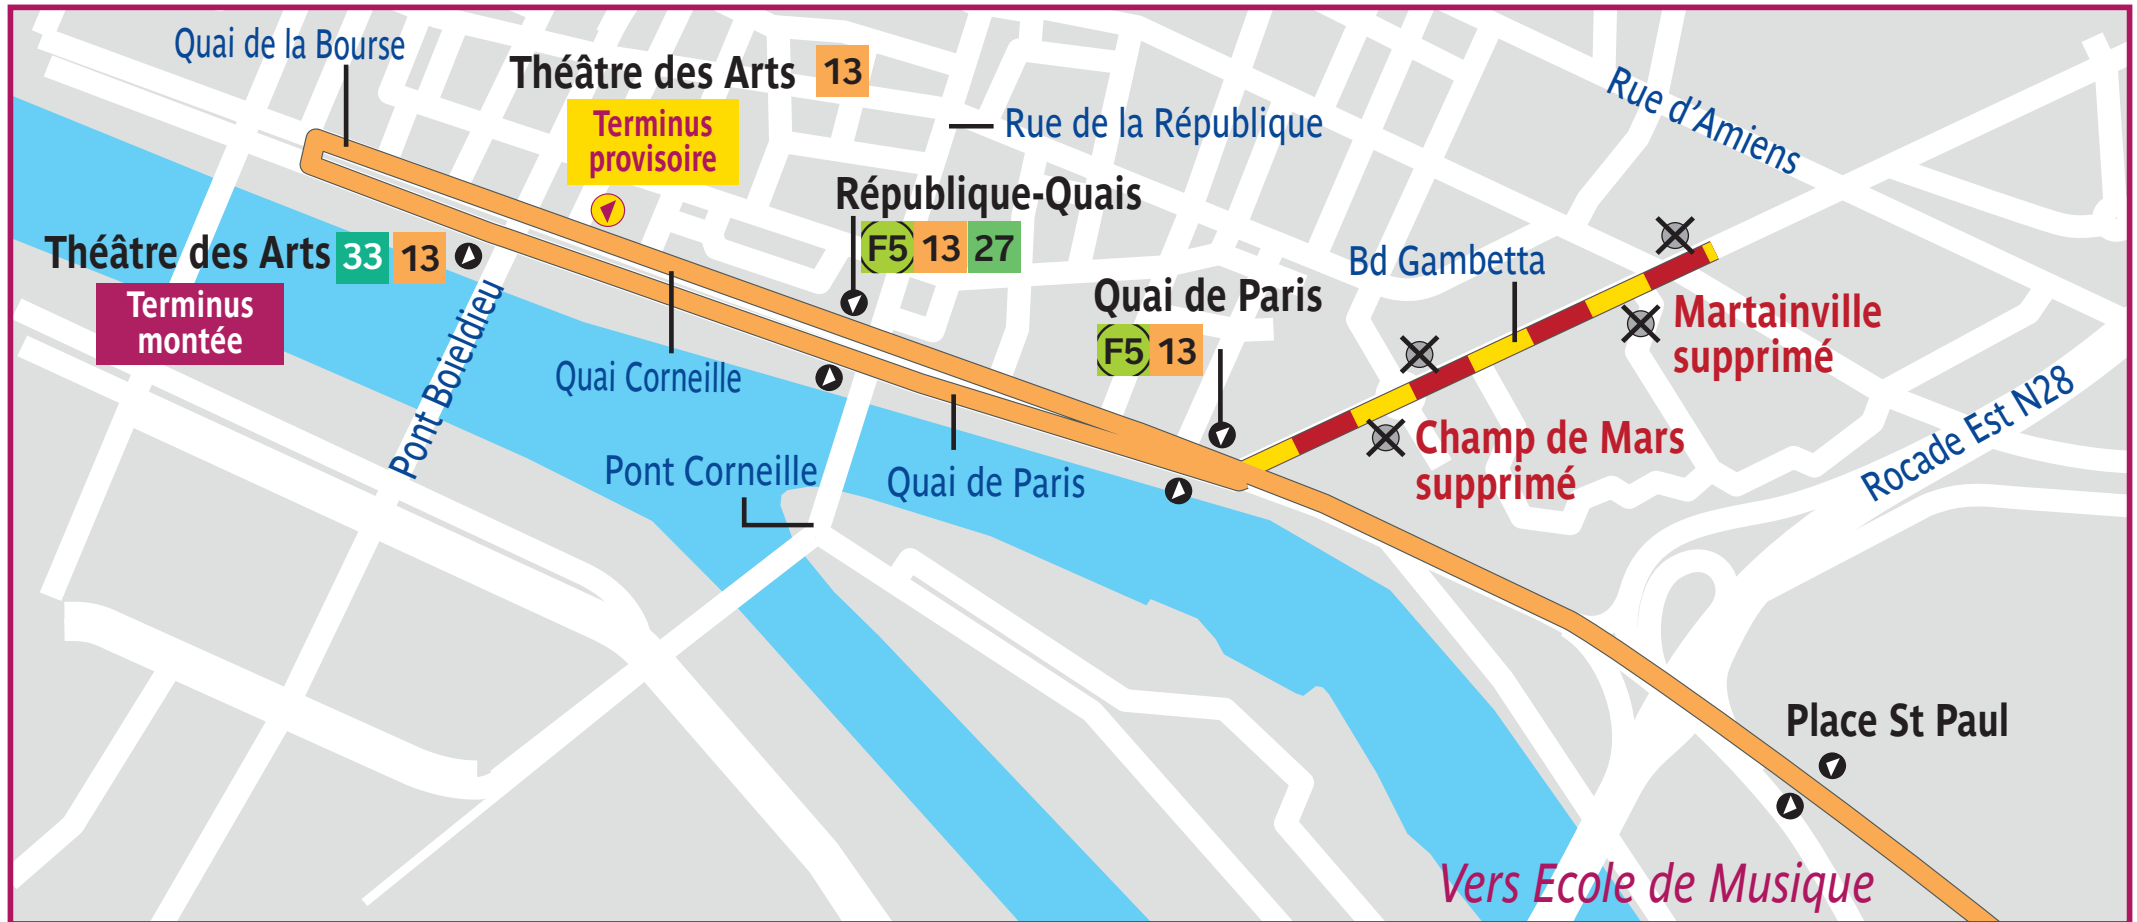 Quai de la Bourse
Théâtre des Arts 13
Terminus
provisoire
Rue de la République
Rue d'Amiens
République-Quais
F5 13 27
Théâtre des Arts 33 13
Terminus
montée
Pont Boieldieu
Quai Corneille
Quai de Paris
F5 13
Bd Gambetta
Martainville
supprimé
Champ de Mars
supprimé
Rocade Est N28
Pont Corneille
Quai de Paris
Place St Paul
Vers Ecole de Musique